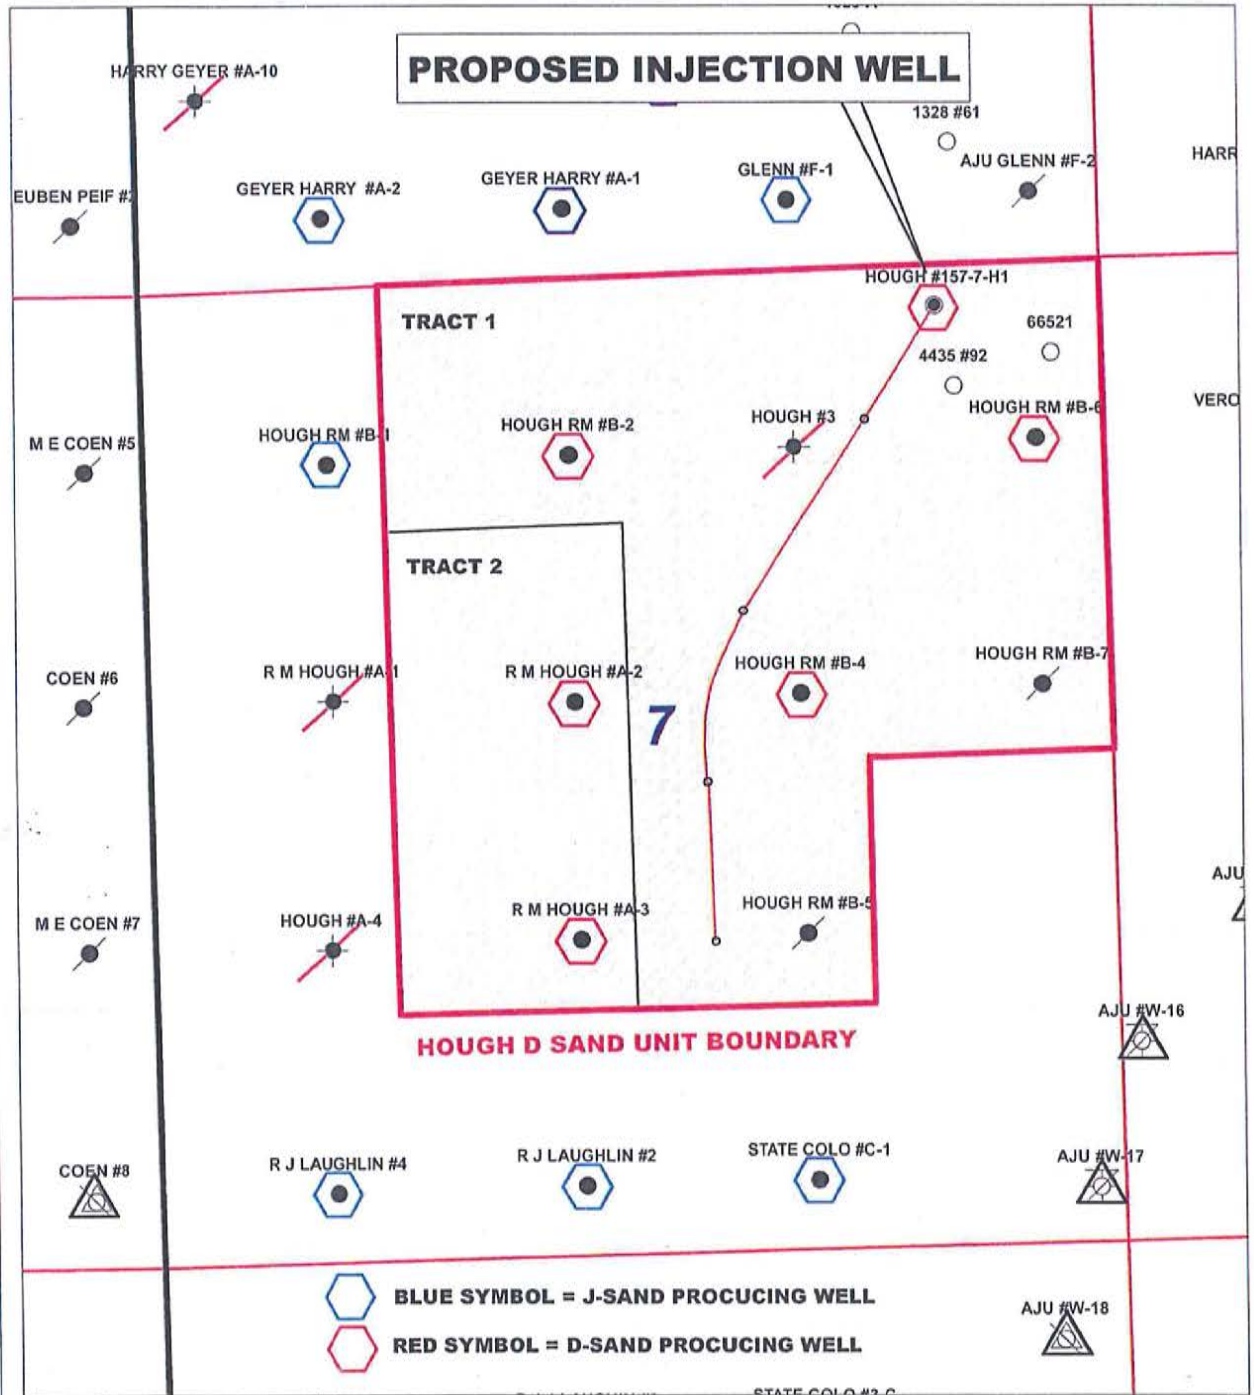 HARRY GEYER #A-10
PROPOSED INJECTION WELL
1328 #61
AJU GLENN #F-2
HARR
EUBEN PEIF #
GEYER HARRY #A-2
GEYER HARRY #A-1
GLENN #F-1
HOUGH #157-7-H1
TRACT 1
66521
4435 #92
HOUGH RM #B-6
VERO
M E COEN #5
HOUGH RM #B-1
HOUGH RM #B-2
HOUGH #3
TRACT 2
COEN #6
R M HOUGH #A-1
R M HOUGH #A-2
HOUGH RM #B-4
HOUGH RM #B-7
7
AJU
M E COEN #7
HOUGH #A-4
R M HOUGH #A-3
HOUGH RM #B-5
AJU #W-16
HOUGH D SAND UNIT BOUNDARY
COEN #8
R J LAUGHLIN #4
R J LAUGHLIN #2
STATE COLO #C-1
AJU #W-17
BLUE SYMBOL = J-SAND PROCUCING WELL
AJU #W-18
RED SYMBOL = D-SAND PROCUCING WELL